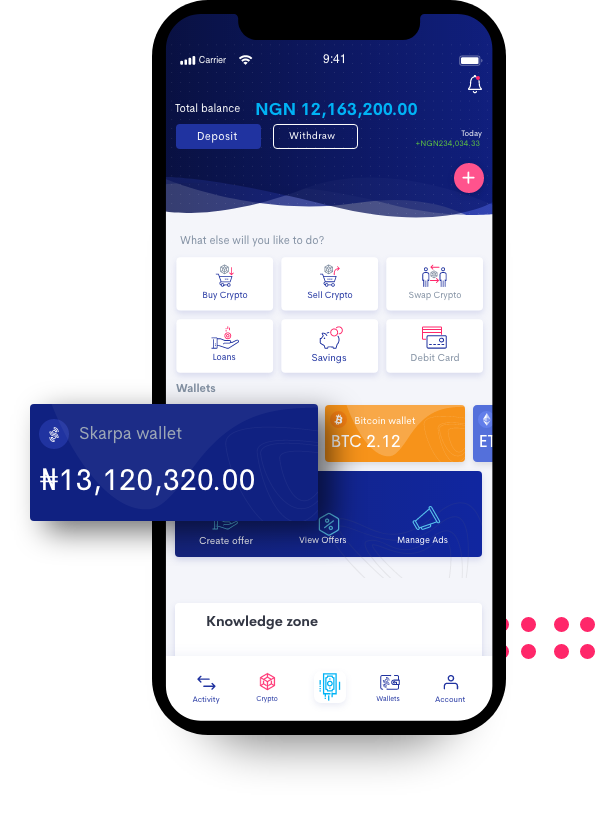 Carrier 9:41
Total balance NGN 12,163,200.00
Deposit Withdraw
Today
+NGN234,034.33
What else will you like to do?
Buy Crypto Sell Crypto Swap Crypto
Loans Savings Debit Card
Wallets
Skarpa wallet
₦13,120,320.00
Bitcoin wallet
BTC 2.12 ET
Create offer View Offers Manage Ads
Knowledge zone
Activity Crypto Wallets Account